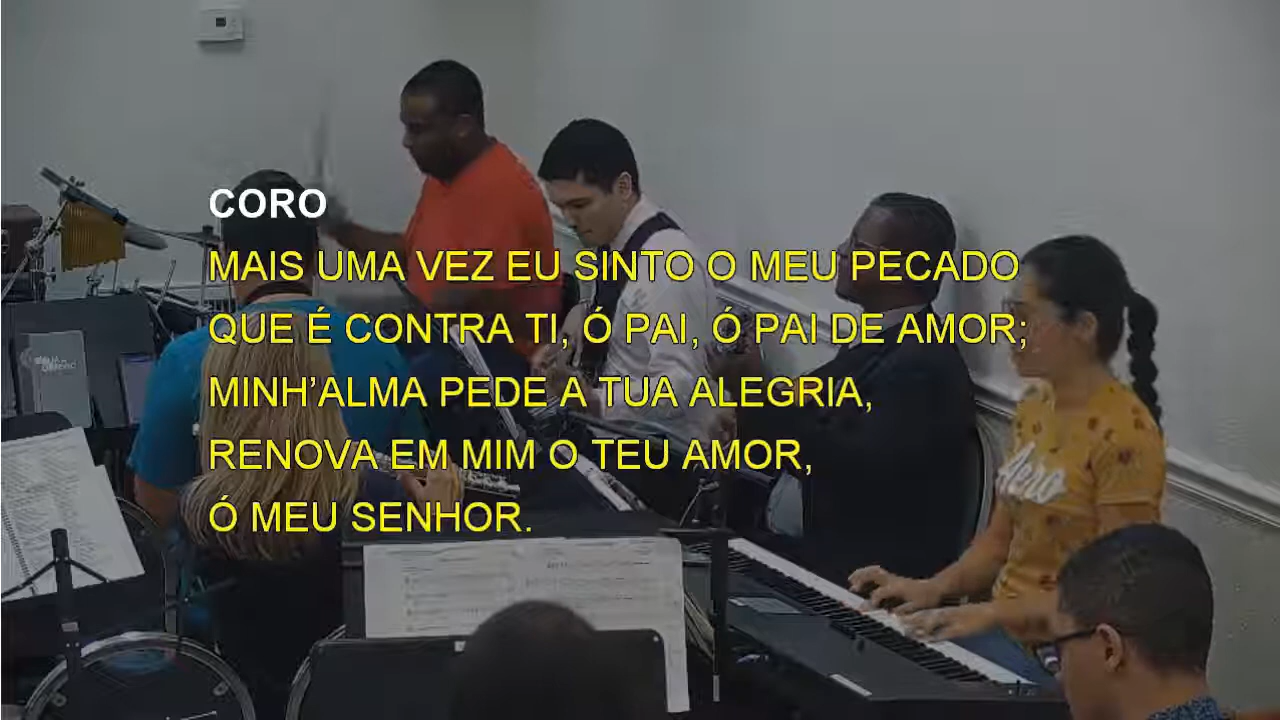 CORO
MAIS UMA VEZ EU SINTO O MEU PECADO
QUE É CONTRA TI, Ó PAI, Ó PAI DE AMOR;
MINH’ALMA PEDE A TUA ALEGRIA,
RENOVA EM MIM O TEU AMOR,
Ó MEU SENHOR.
Aero